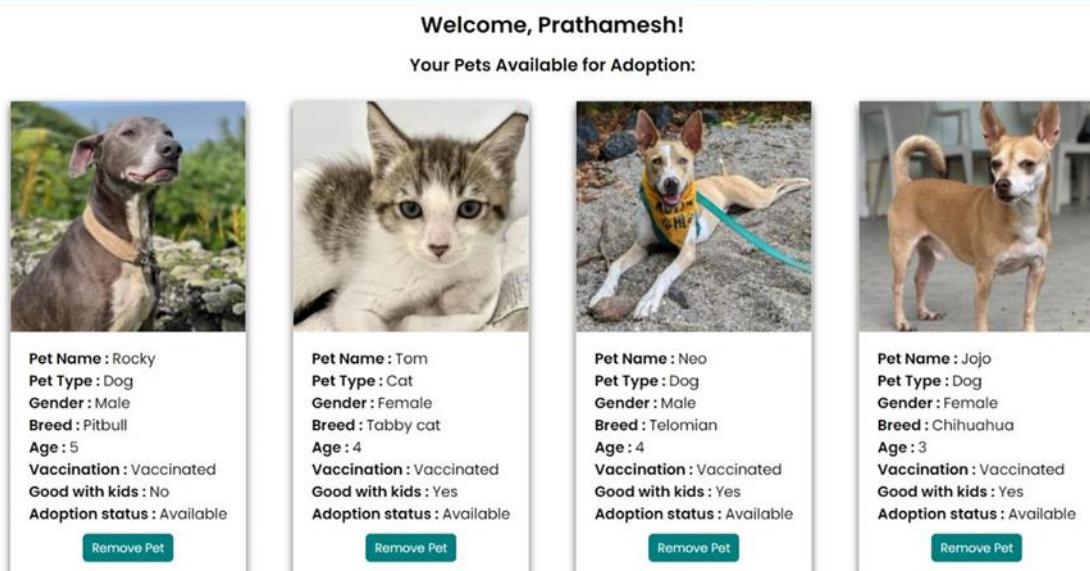 Welcome, Prathamesh!
Your Pets Available for Adoption:
Pet Name : Rocky
Pet Type : Dog
Gender : Male
Breed : Pitbull
Age : 5
Vaccination : Vaccinated
Good with kids : No
Adoption status : Available
Remove Pet
Pet Name : Tom
Pet Type : Cat
Gender : Female
Breed : Tabby cat
Age : 4
Vaccination : Vaccinated
Good with kids : Yes
Adoption status : Available
Remove Pet
Pet Name : Neo
Pet Type : Dog
Gender : Male
Breed : Telomian
Age : 4
Vaccination : Vaccinated
Good with kids : Yes
Adoption status : Available
Remove Pet
Pet Name : Jojo
Pet Type : Dog
Gender : Female
Breed : Chihuahua
Age : 3
Vaccination : Vaccinated
Good with kids : Yes
Adoption status : Available
Remove Pet